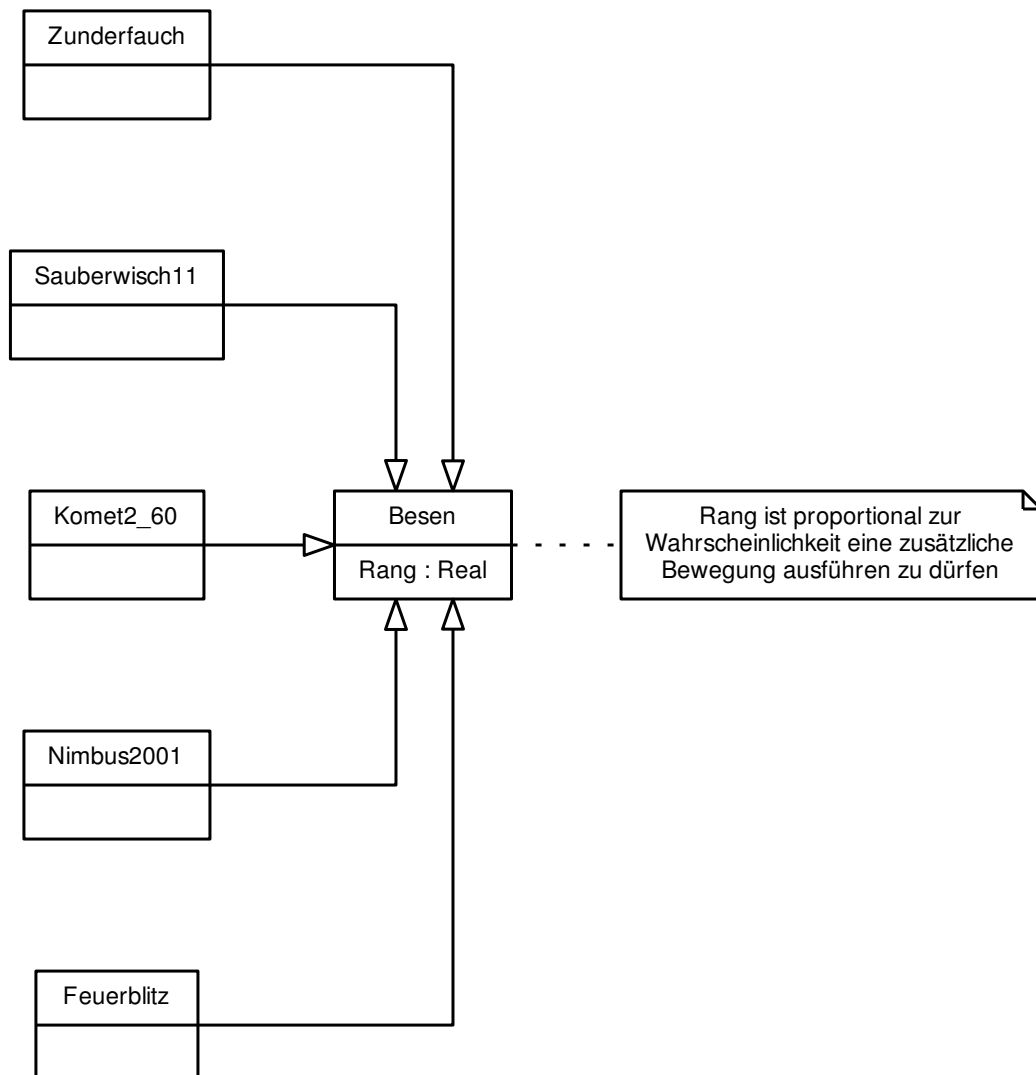 Zunderfauch
Sauberwisch11
Komet2_60
Besen
Rang : Real
Rang ist proportional zur
Wahrscheinlichkeit eine zusätzliche
Bewegung ausführen zu dürfen
Nimbus2001
Feuerblitz